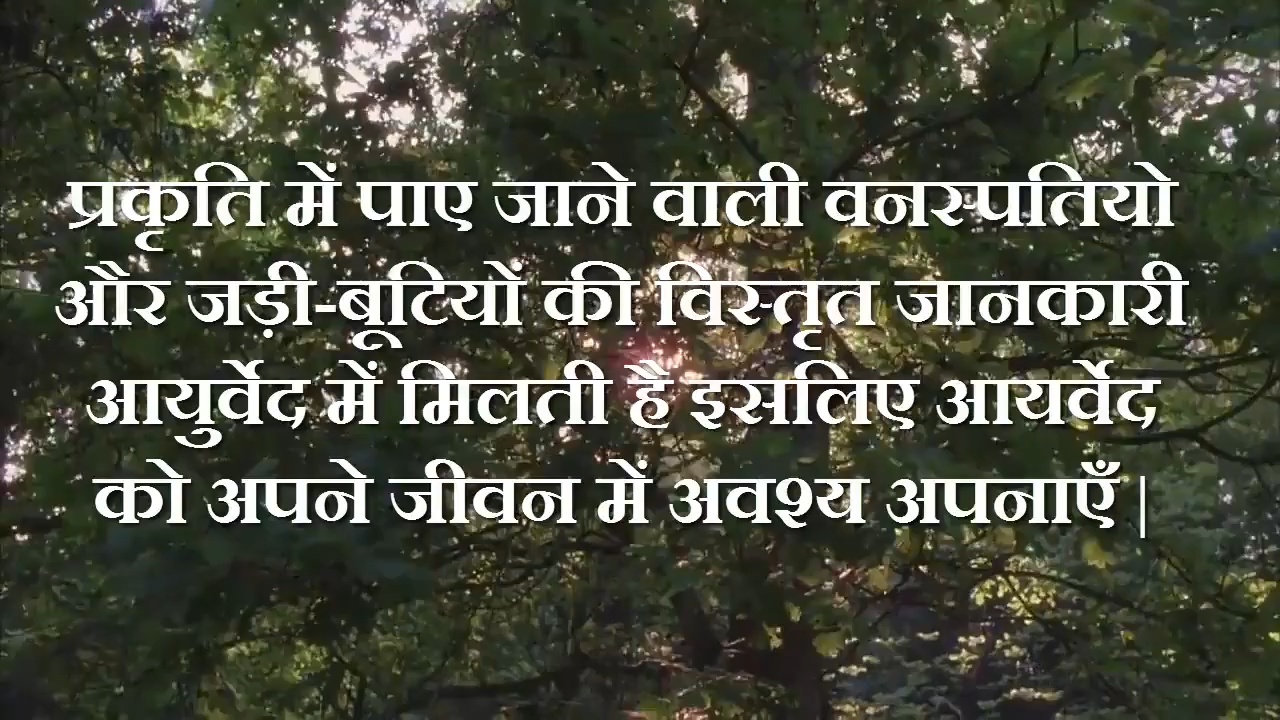 प्रकृति में पाए जाने वाली वनस्पतियो
और जड़ी-बूटियों की विस्तृत जानकारी
आयुर्वेद में मिलती है इसलिए आयर्वेद
को अपने जीवन में अवश्य अपनाएँ |